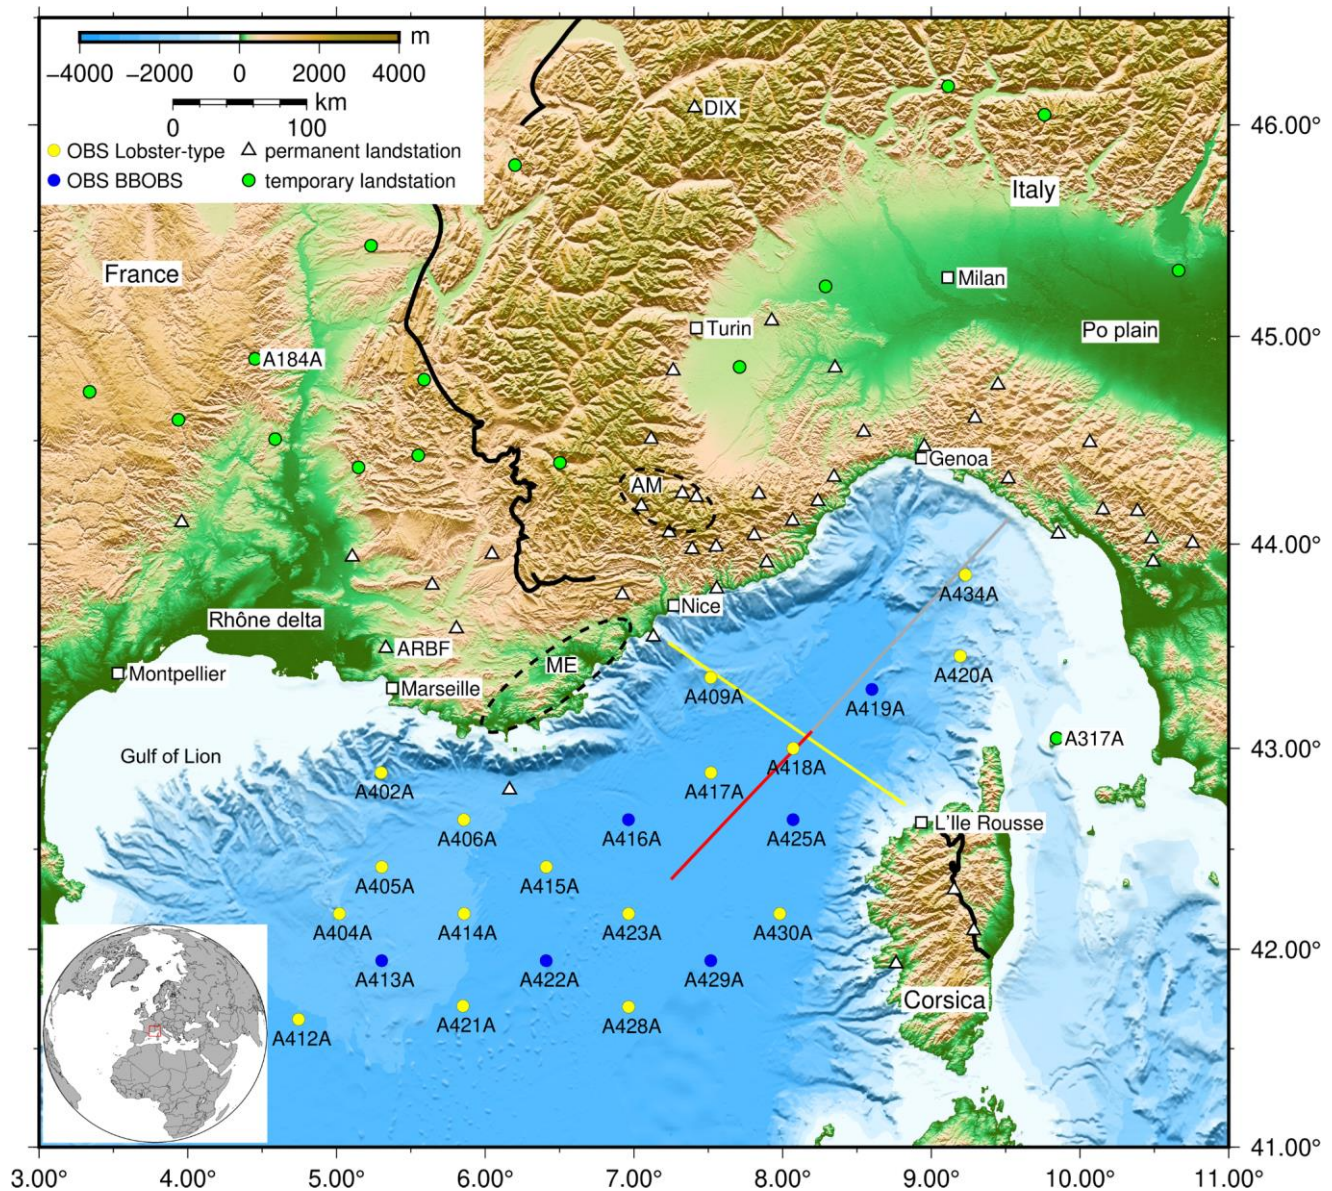 m
−4000 −2000 0 2000 4000
km
0 100
OBS Lobster-type
permanent landstation
OBS BBOBS
temporary landstation
DIX
46.00°
Italy
France
Milan
Turin
Po plain
45.00°
A184A
Genoa
AM
44.00°
A434A
Nice
Rhône delta
ARBF
ME
A420A
Montpellier
Marseille
A409A
A419A
Gulf of Lion
A317A
43.00°
A418A
A402A
A417A
L'Ile Rousse
A406A
A416A
A425A
A405A
A415A
A404A
A414A
A423A
A430A
42.00°
A413A
A422A
A429A
Corsica
A412A
A421A
A428A
41.00°
3.00° 4.00° 5.00° 6.00° 7.00° 8.00° 9.00° 10.00° 11.00°